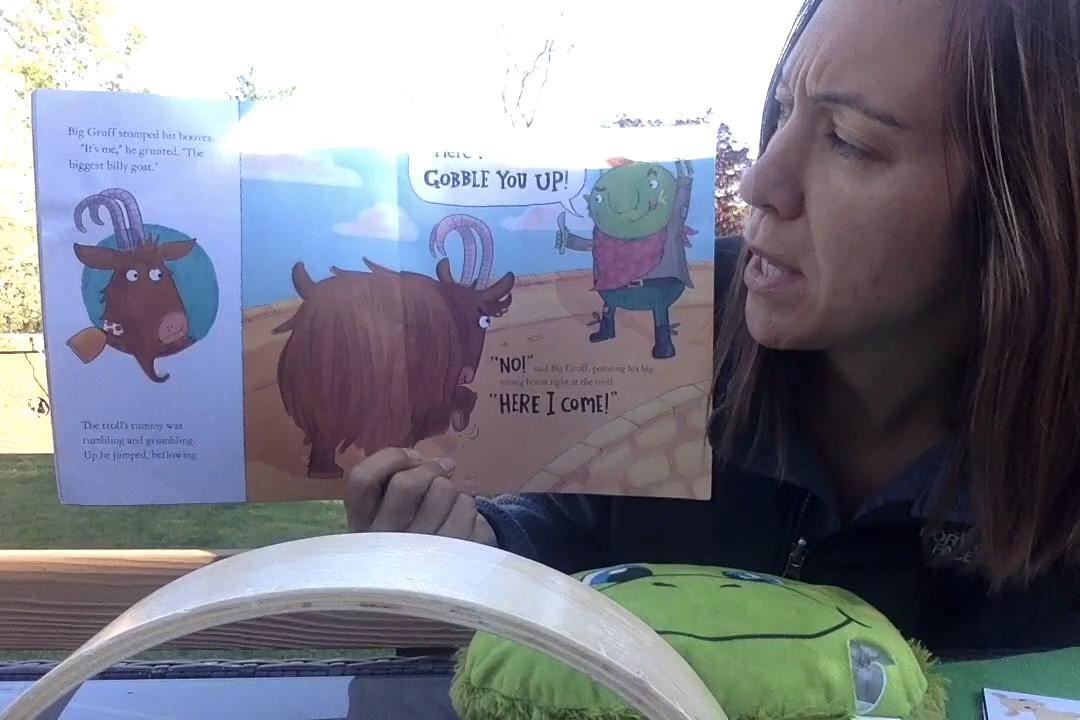 Big Gruff stomped his hooves.
"It's me," he grunted. "The
biggest billy goat."
The troll's tummy was
rumbling and grumbling.
Up he jumped, bellowing
Here I
GOBBLE YOU UP!
"NO!" said Big Gruff, pointing his big,
strong horns right at the troll.
"HERE I COME!"